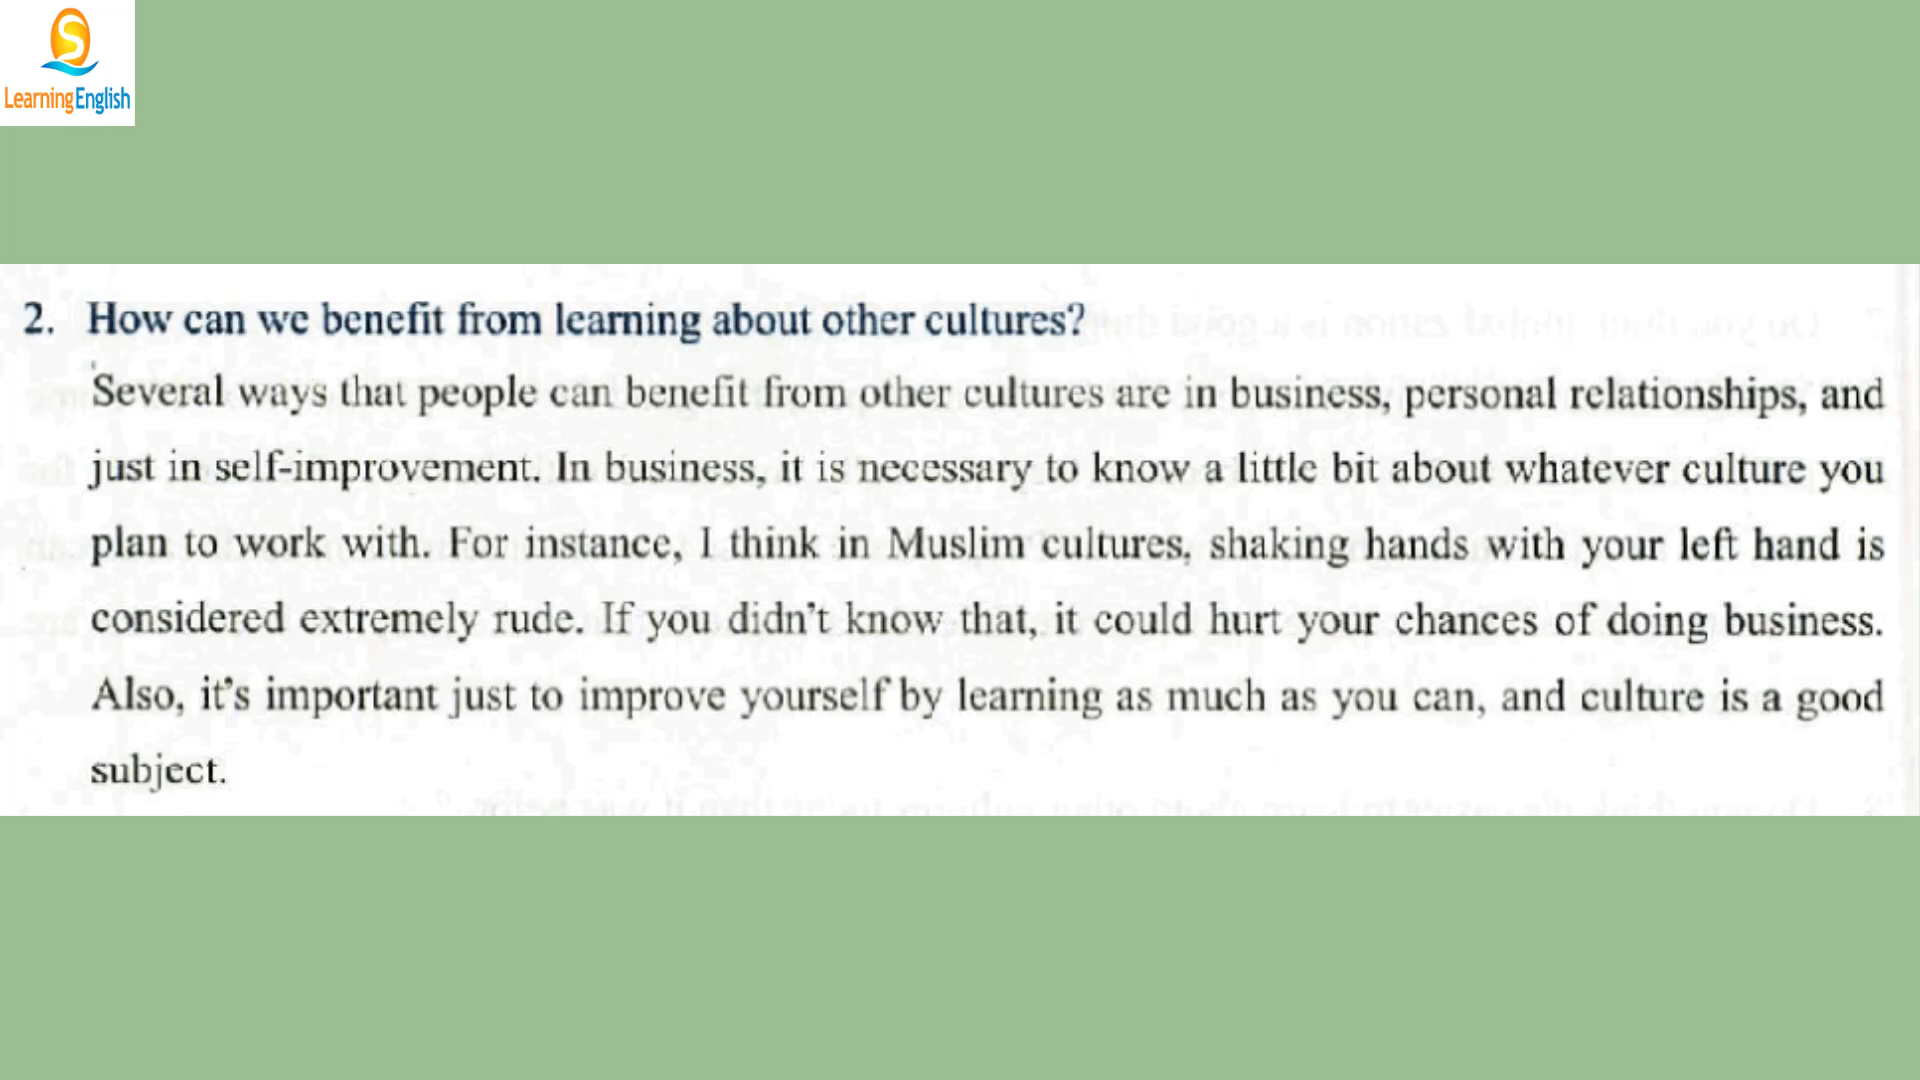 LearningEnglish
2. How can we benefit from learning about other cultures?
Several ways that people can benefit from other cultures are in business, personal relationships, and
just in self-improvement. In business, it is necessary to know a little bit about whatever culture you
plan to work with. For instance, I think in Muslim cultures, shaking hands with your left hand is
considered extremely rude. If you didn't know that, it could hurt your chances of doing business.
Also, it's important just to improve yourself by learning as much as you can, and culture is a good
subject.